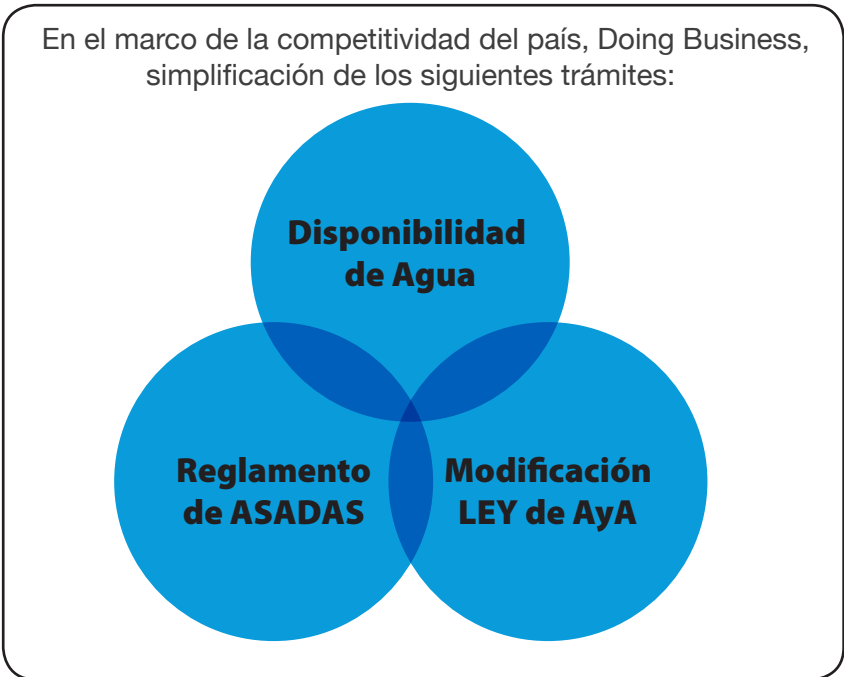 En el marco de la competitividad del país, Doing Business,
simplificación de los siguientes trámites:
Disponibilidad
de Agua
Reglamento
de ASADAS
Modificación
LEY de AyA